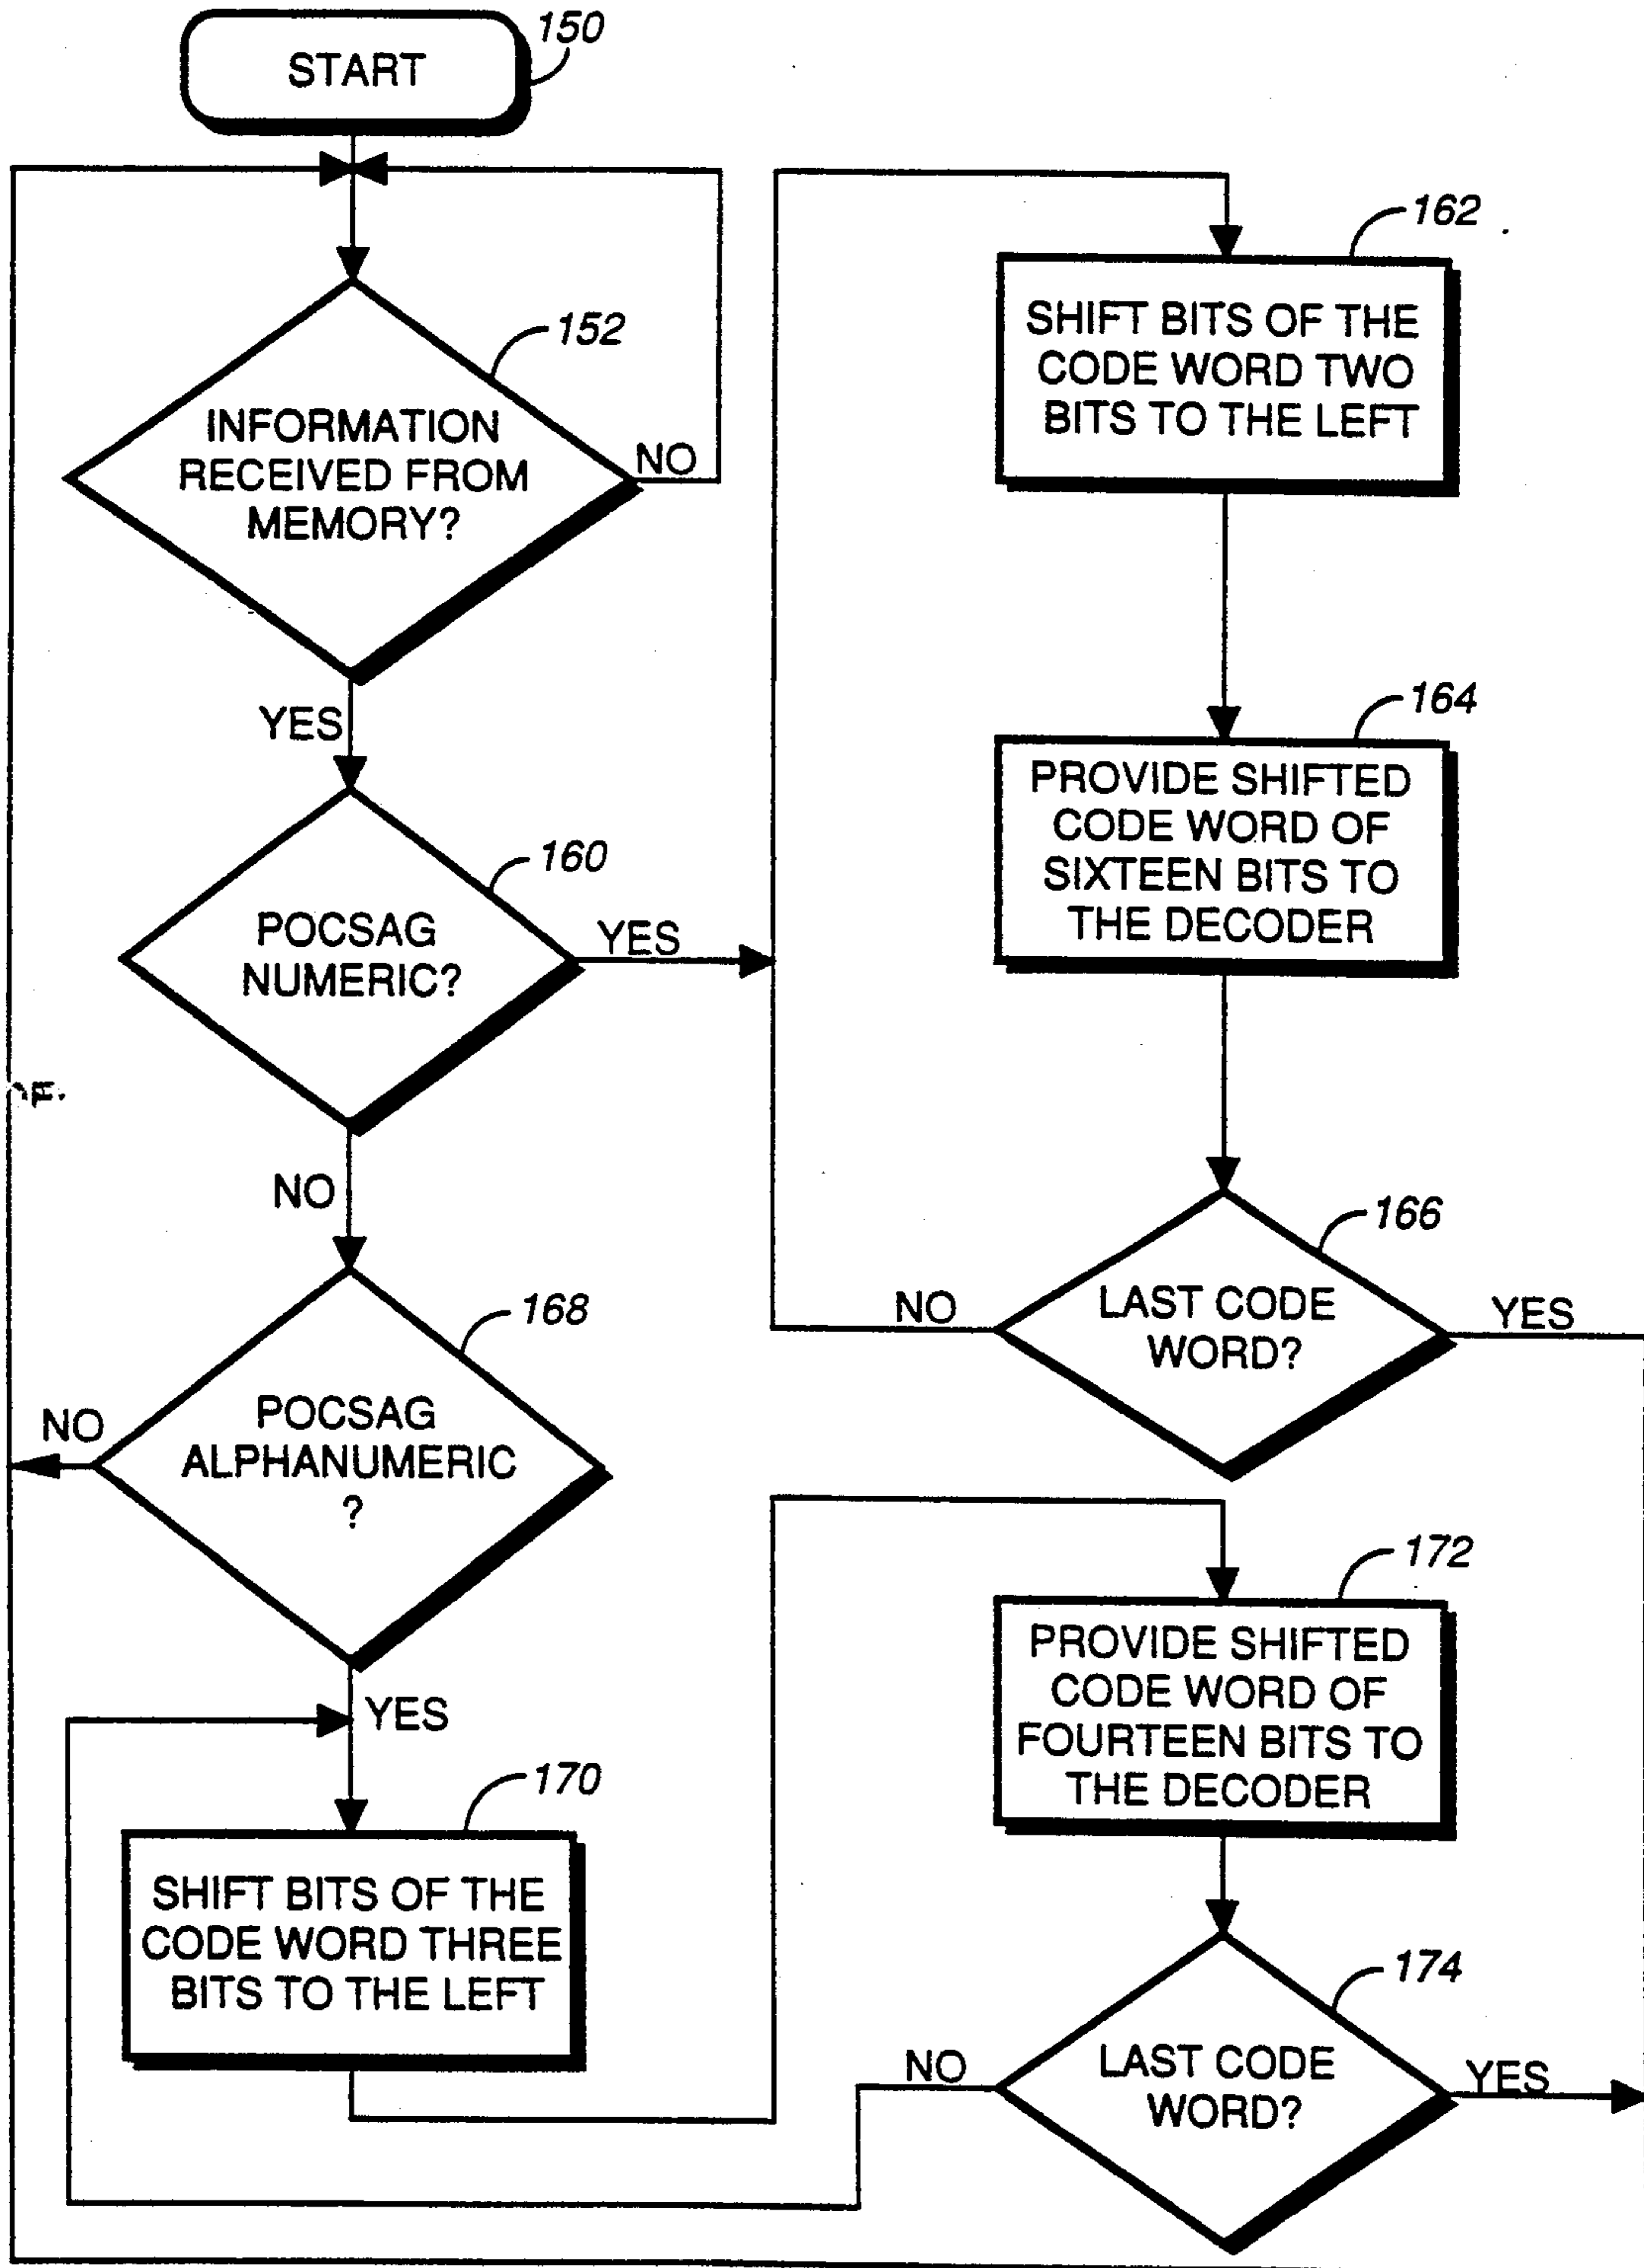 START
150
INFORMATION
RECEIVED FROM
MEMORY?
152
NO
YES
POCSAG
NUMERIC?
160
YES
NO
SHIFT BITS OF THE
CODE WORD TWO
BITS TO THE LEFT
162
PROVIDE SHIFTED
CODE WORD OF
SIXTEEN BITS TO
THE DECODER
164
LAST CODE
WORD?
166
NO
YES
POCSAG
ALPHANUMERIC
?
168
NO
YES
SHIFT BITS OF THE
CODE WORD THREE
BITS TO THE LEFT
170
PROVIDE SHIFTED
CODE WORD OF
FOURTEEN BITS TO
THE DECODER
172
LAST CODE
WORD?
174
NO
YES